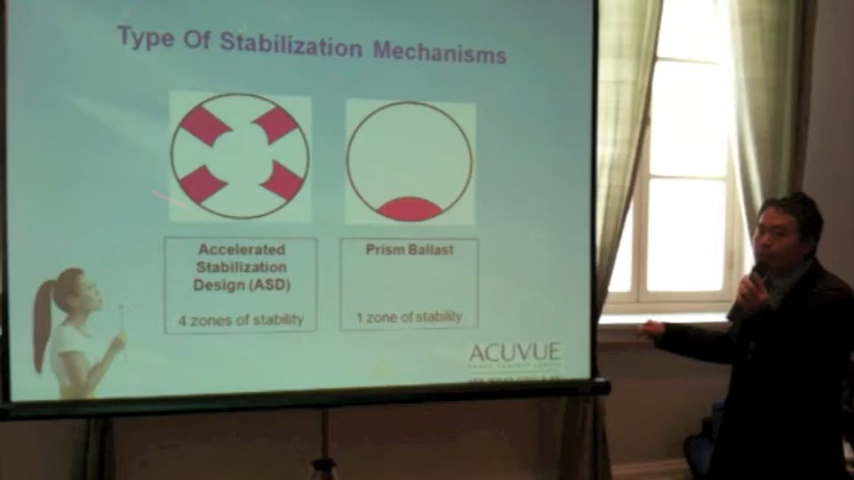 Type Of Stabilization Mechanisms
Accelerated
Stabilization
Design (ASD)
4 zones of stability
Prism Ballast
1 zone of stability
ACUVUE